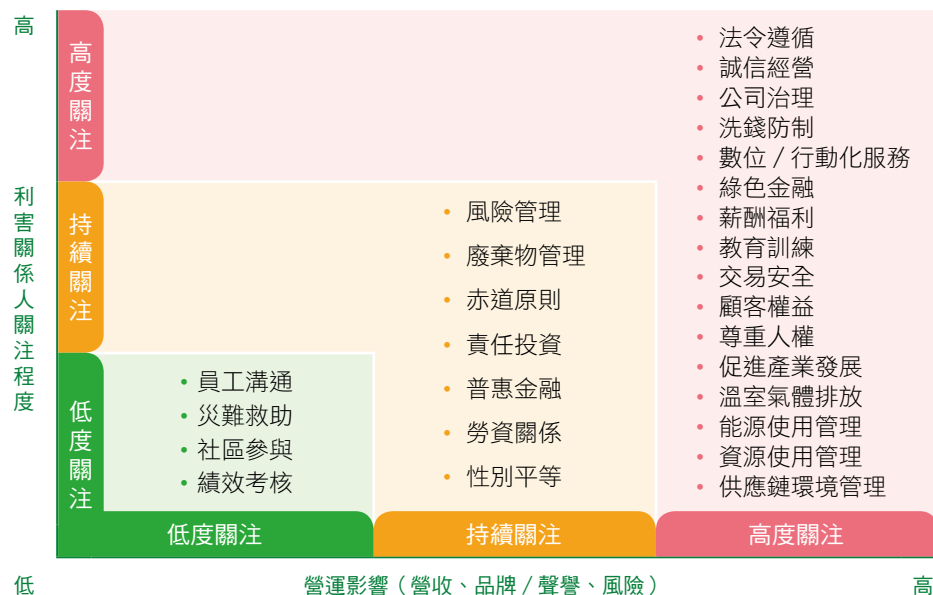 高
利害關係人關注程度
高度關注
持續關注
低度關注
• 法令遵循
• 誠信經營
• 公司治理
• 洗錢防制
• 數位 / 行動化服務
• 綠色金融
• 薪酬福利
• 教育訓練
• 交易安全
• 顧客權益
• 尊重人權
• 促進產業發展
• 溫室氣體排放
• 能源使用管理
• 資源使用管理
• 供應鏈環境管理
• 風險管理
• 廢棄物管理
• 赤道原則
• 責任投資
• 普惠金融
• 勞資關係
• 性別平等
• 員工溝通
• 災難救助
• 社區參與
• 績效考核
低度關注
持續關注
高度關注
低
營運影響（營收、品牌 / 聲譽、風險）
高